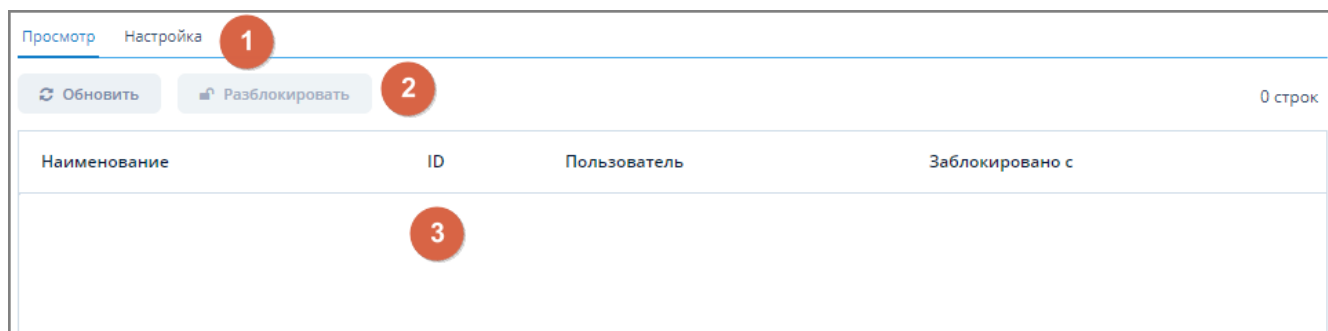 Просмотр Настройка 1
Обновить Разблокировать 2 0 строк
Наименование ID Пользователь Заблокировано с
3